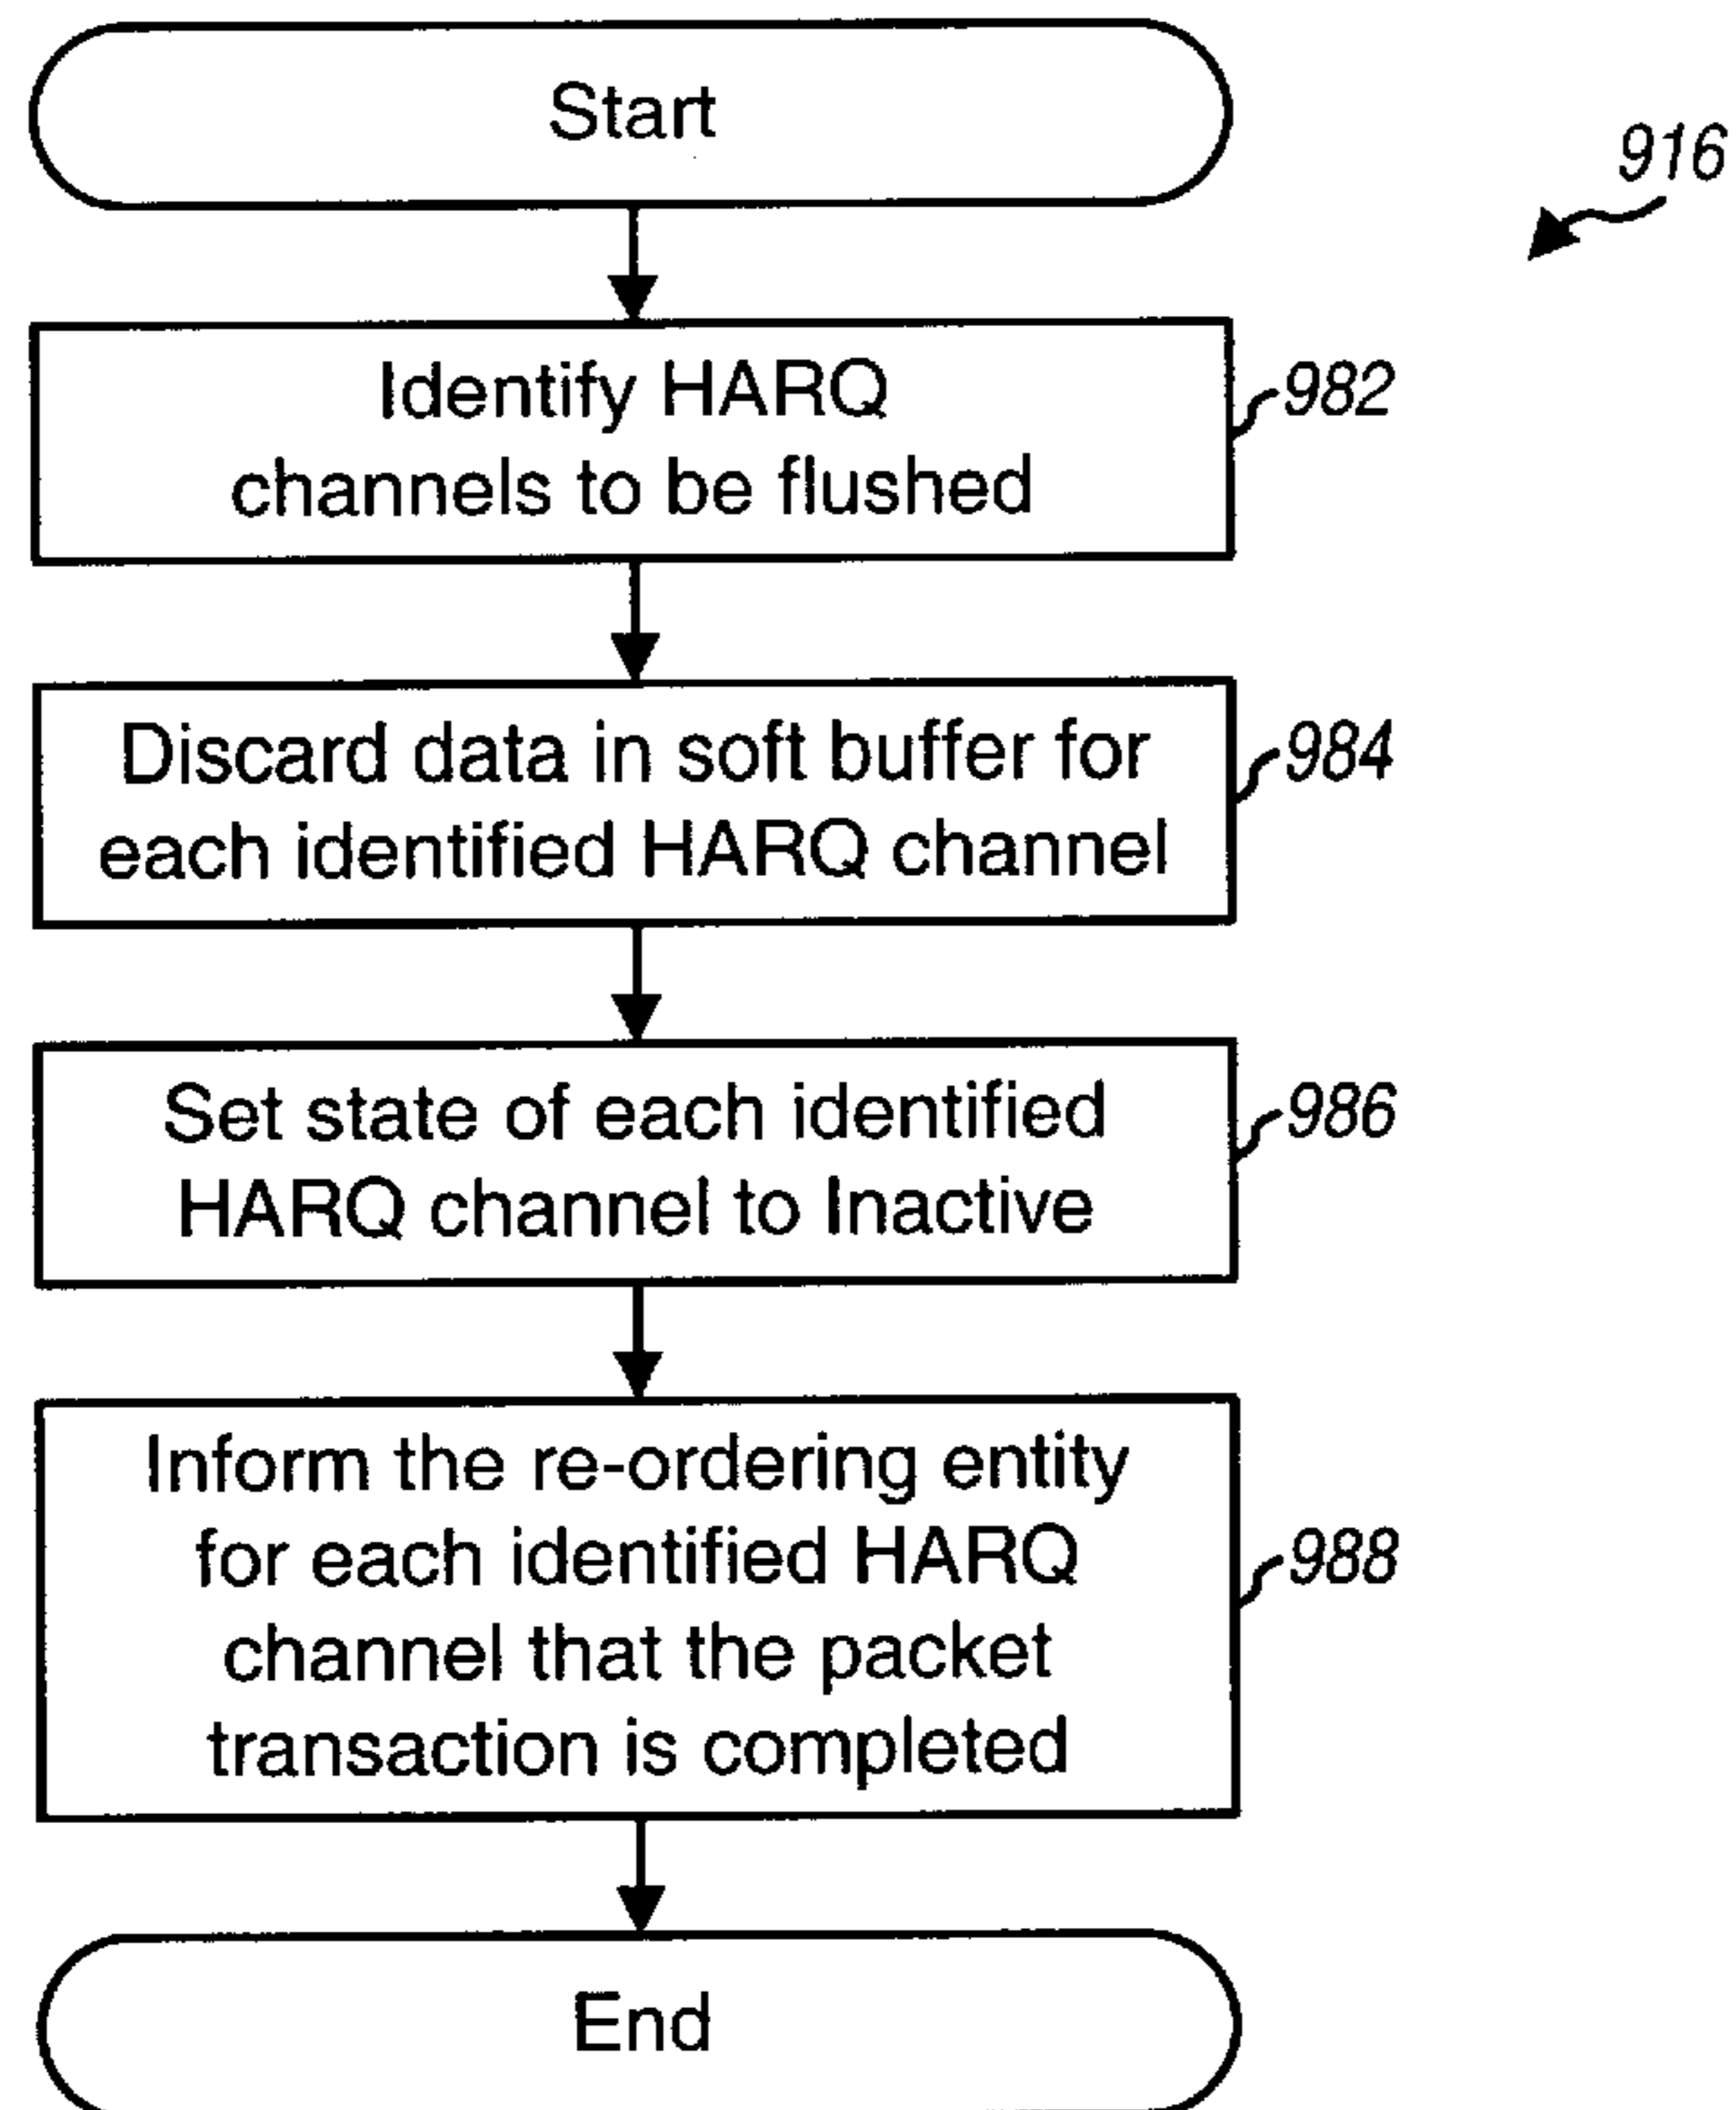 Start
916
Identify HARQ
channels to be flushed
982
Discard data in soft buffer for
each identified HARQ channel
984
Set state of each identified
HARQ channel to Inactive
986
Inform the re-ordering entity
for each identified HARQ
channel that the packet
transaction is completed
988
End